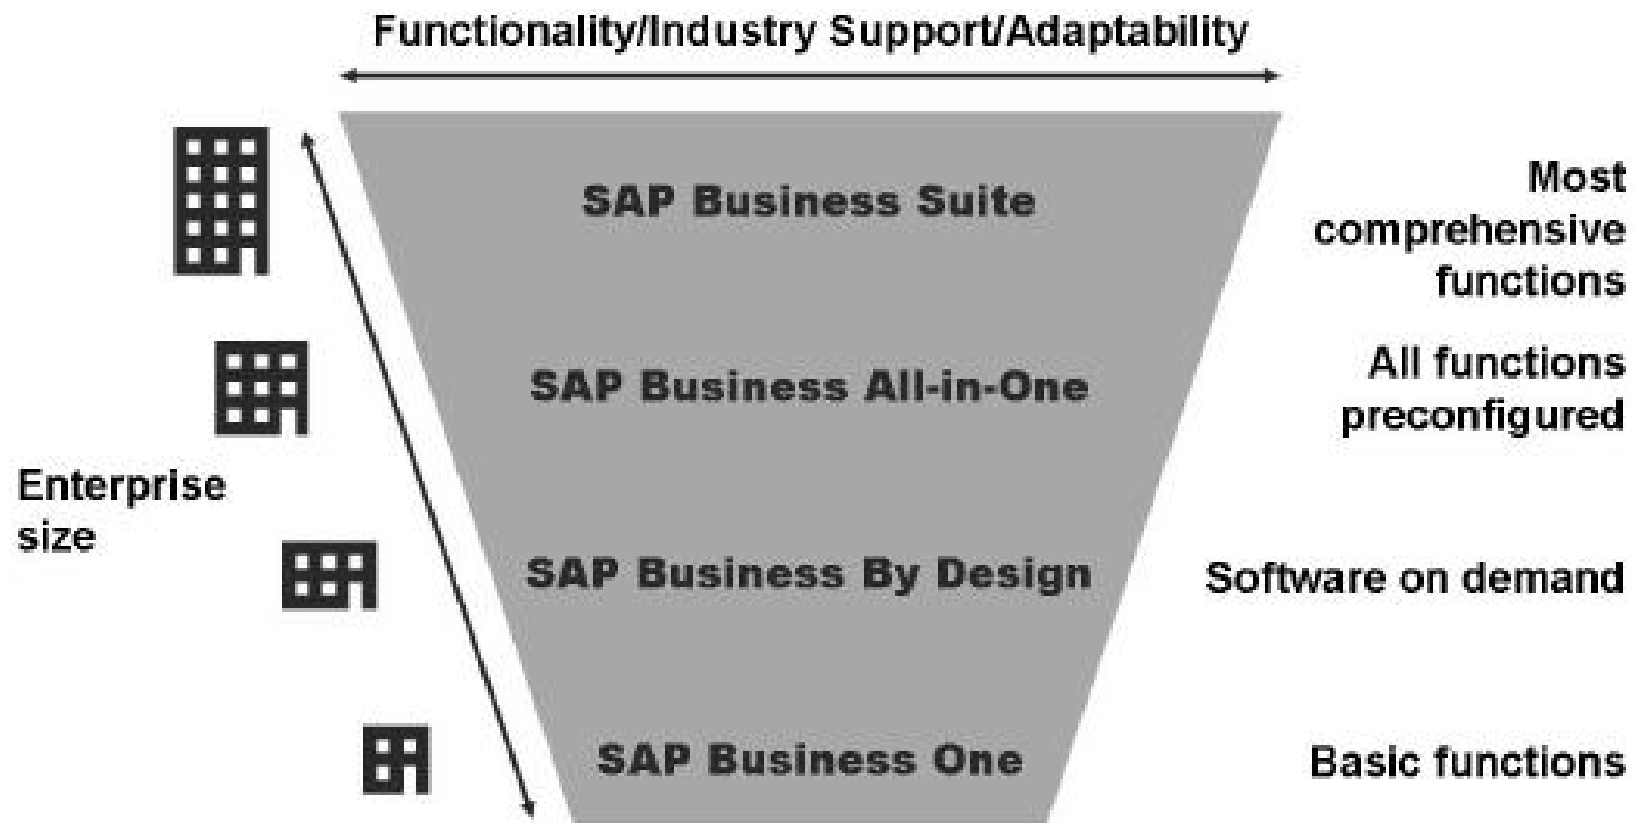 Functionality/Industry Support/Adaptability
SAP Business Suite
Most
comprehensive
functions
SAP Business All-in-One
All functions
preconfigured
Enterprise
size
SAP Business By Design
Software on demand
SAP Business One
Basic functions